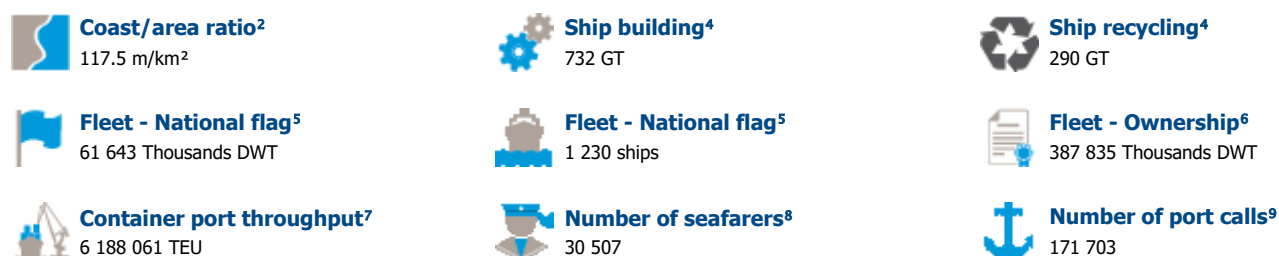 Coast/area ratio²
117.5 m/km²
Ship building⁴
732 GT
Ship recycling⁴
290 GT
Fleet - National flag⁵
61 643 Thousands DWT
Fleet - National flag⁵
1 230 ships
Fleet - Ownership⁶
387 835 Thousands DWT
Container port throughput⁷
6 188 061 TEU
Number of seafarers⁸
30 507
Number of port calls⁹
171 703